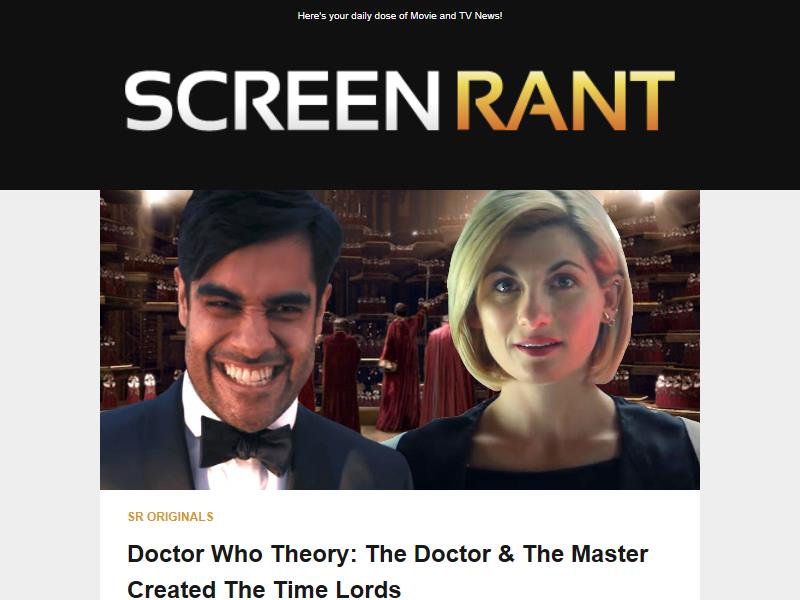 Here's your daily dose of Movie and TV News!
SCREEN RANT
SR ORIGINALS
Doctor Who Theory: The Doctor & The Master
Created The Time Lords